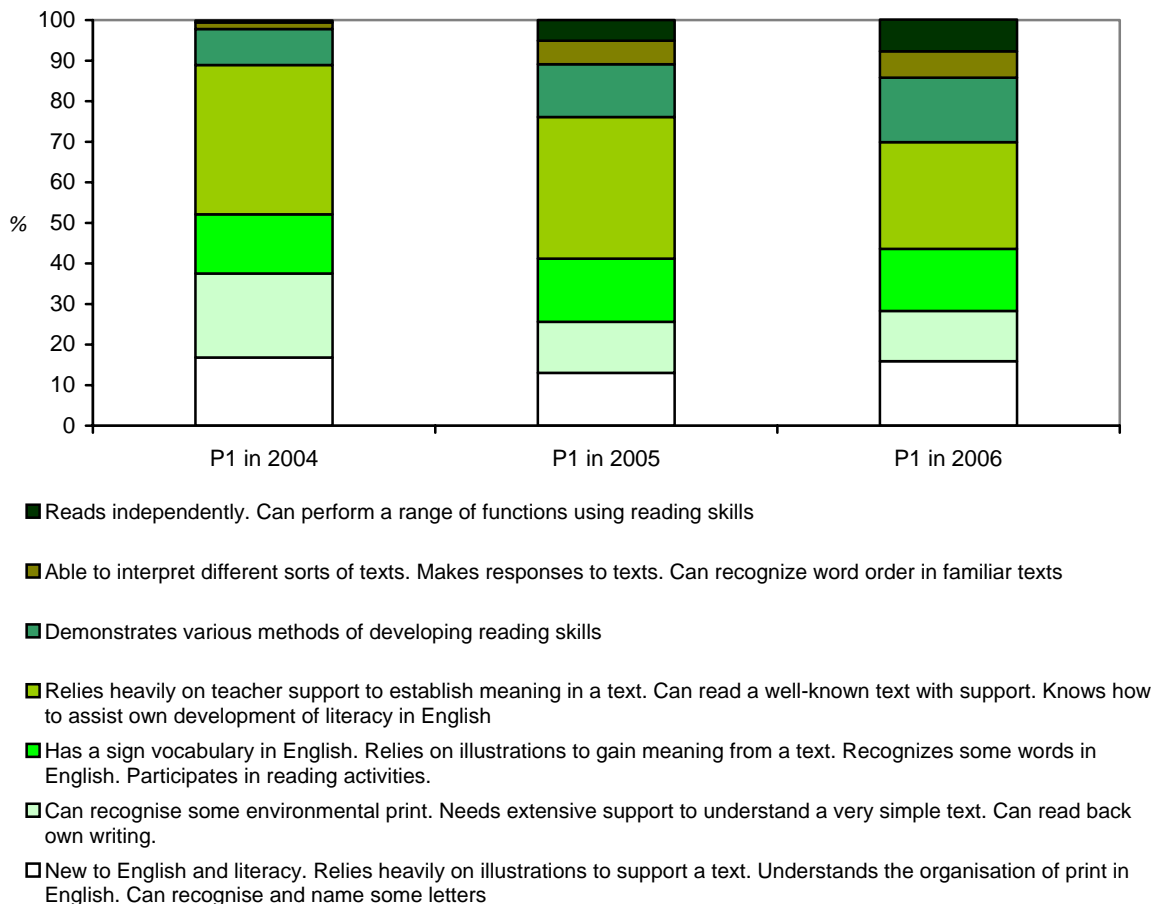 100
90
80
70
60
50
40
30
20
10
0
%
P1 in 2004 P1 in 2005 P1 in 2006
Reads independently. Can perform a range of functions using reading skills
Able to interpret different sorts of texts. Makes responses to texts. Can recognize word order in familiar texts
Demonstrates various methods of developing reading skills
Relies heavily on teacher support to establish meaning in a text. Can read a well-known text with support. Knows how
to assist own development of literacy in English
Has a sign vocabulary in English. Relies on illustrations to gain meaning from a text. Recognizes some words in
English. Participates in reading activities.
Can recognise some environmental print. Needs extensive support to understand a very simple text. Can read back
own writing.
New to English and literacy. Relies heavily on illustrations to support a text. Understands the organisation of print in
English. Can recognise and name some letters